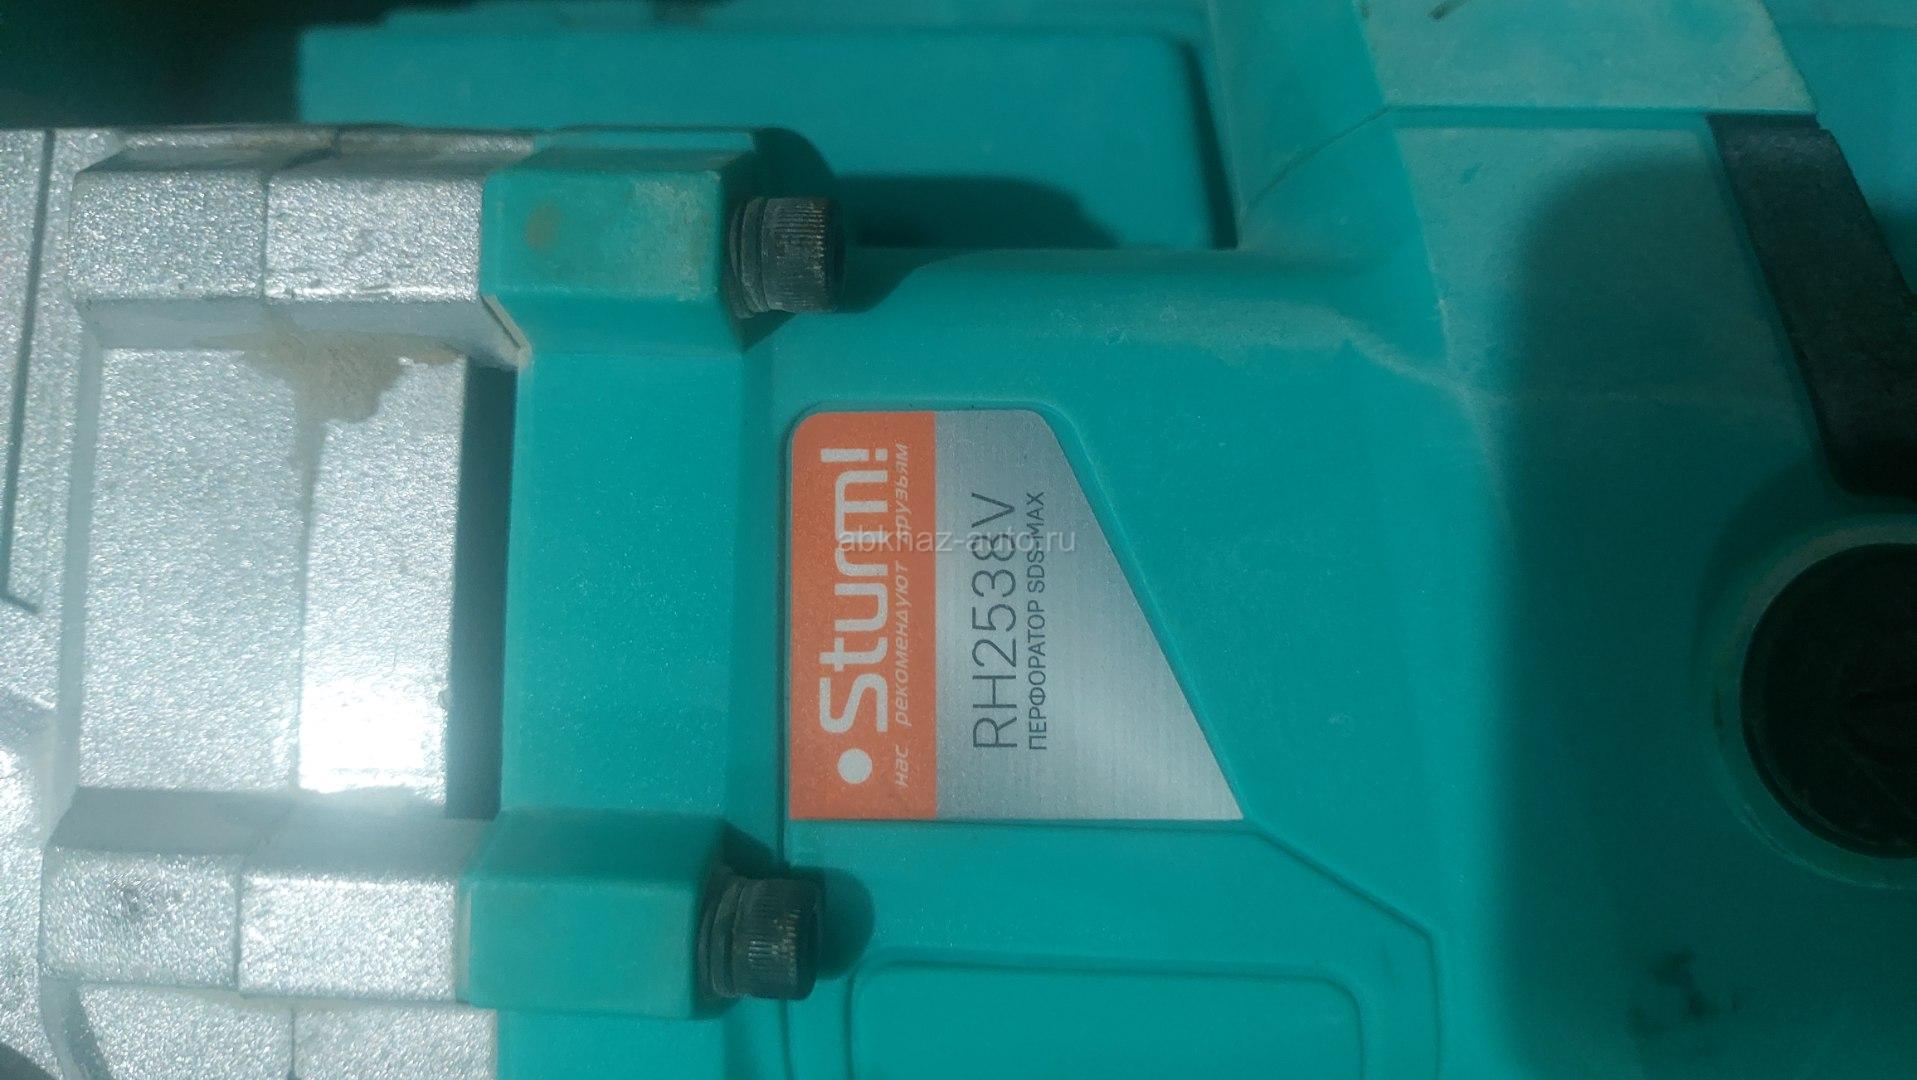 Sturm!
нас рекомендуют друзьям
RH2538V
ПЕРФОРАТОР SDS-MAX
abkhaz-auto.ru